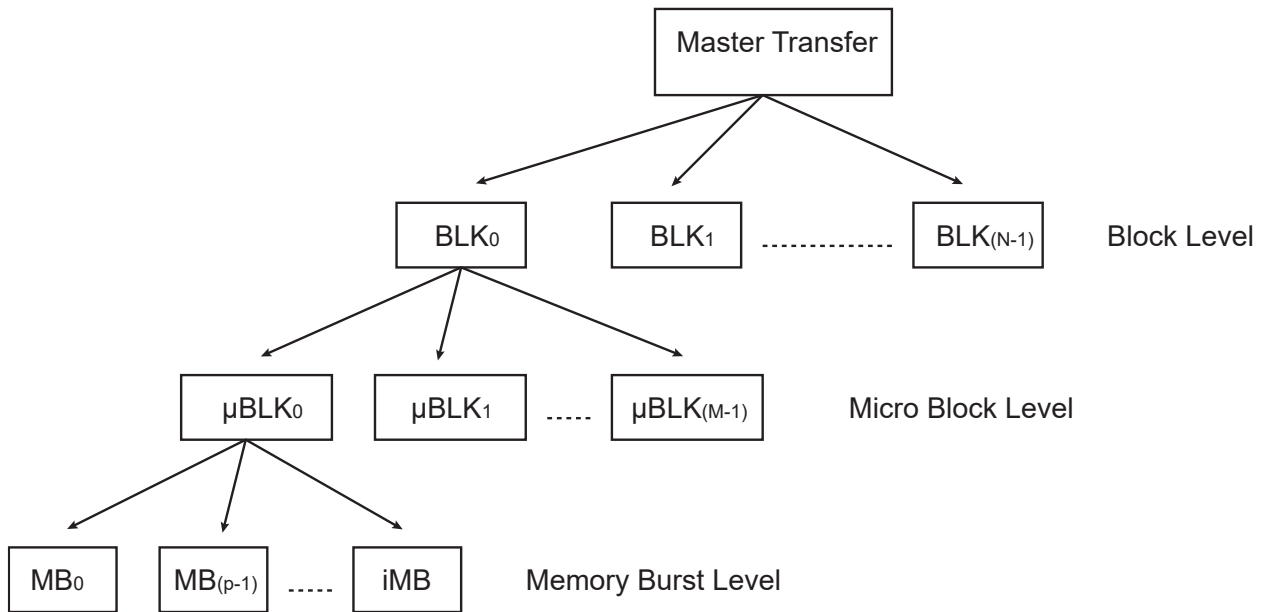 Master Transfer
BLK0 BLK1 BLK(N-1) Block Level
µBLK0 µBLK1 µBLK(M-1) Micro Block Level
MB0 MB(p-1) iMB Memory Burst Level